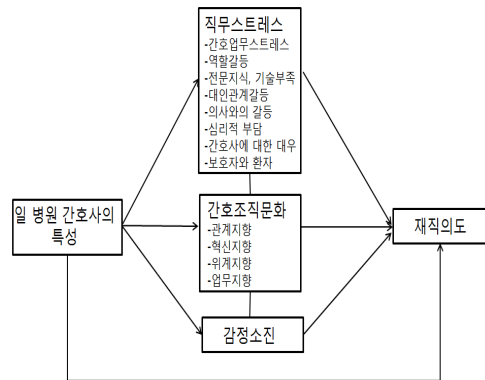 직무스트레스
-간호업무스트레스
-역할갈등
-전문지식, 기술부족
-대인관계갈등
-의사와의 갈등
-심리적 부담
-간호사에 대한 대우
-보호자와 환자
일 병원 간호사의
특성
간호조직문화
-관계지향
-혁신지향
-위계지향
-업무지향
재직의도
감정소진